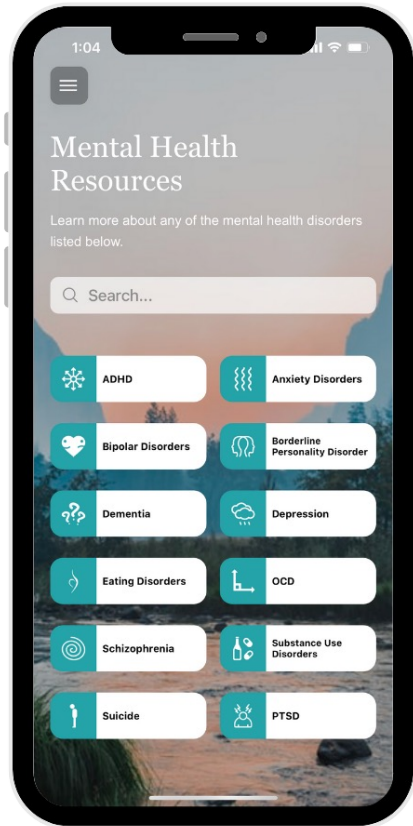 1:04
Mental Health
Resources
Learn more about any of the mental health disorders
listed below.
Search...
ADHD
Anxiety Disorders
Bipolar Disorders
Borderline
Personality Disorder
Dementia
Depression
Eating Disorders
OCD
Schizophrenia
Substance Use
Disorders
Suicide
PTSD